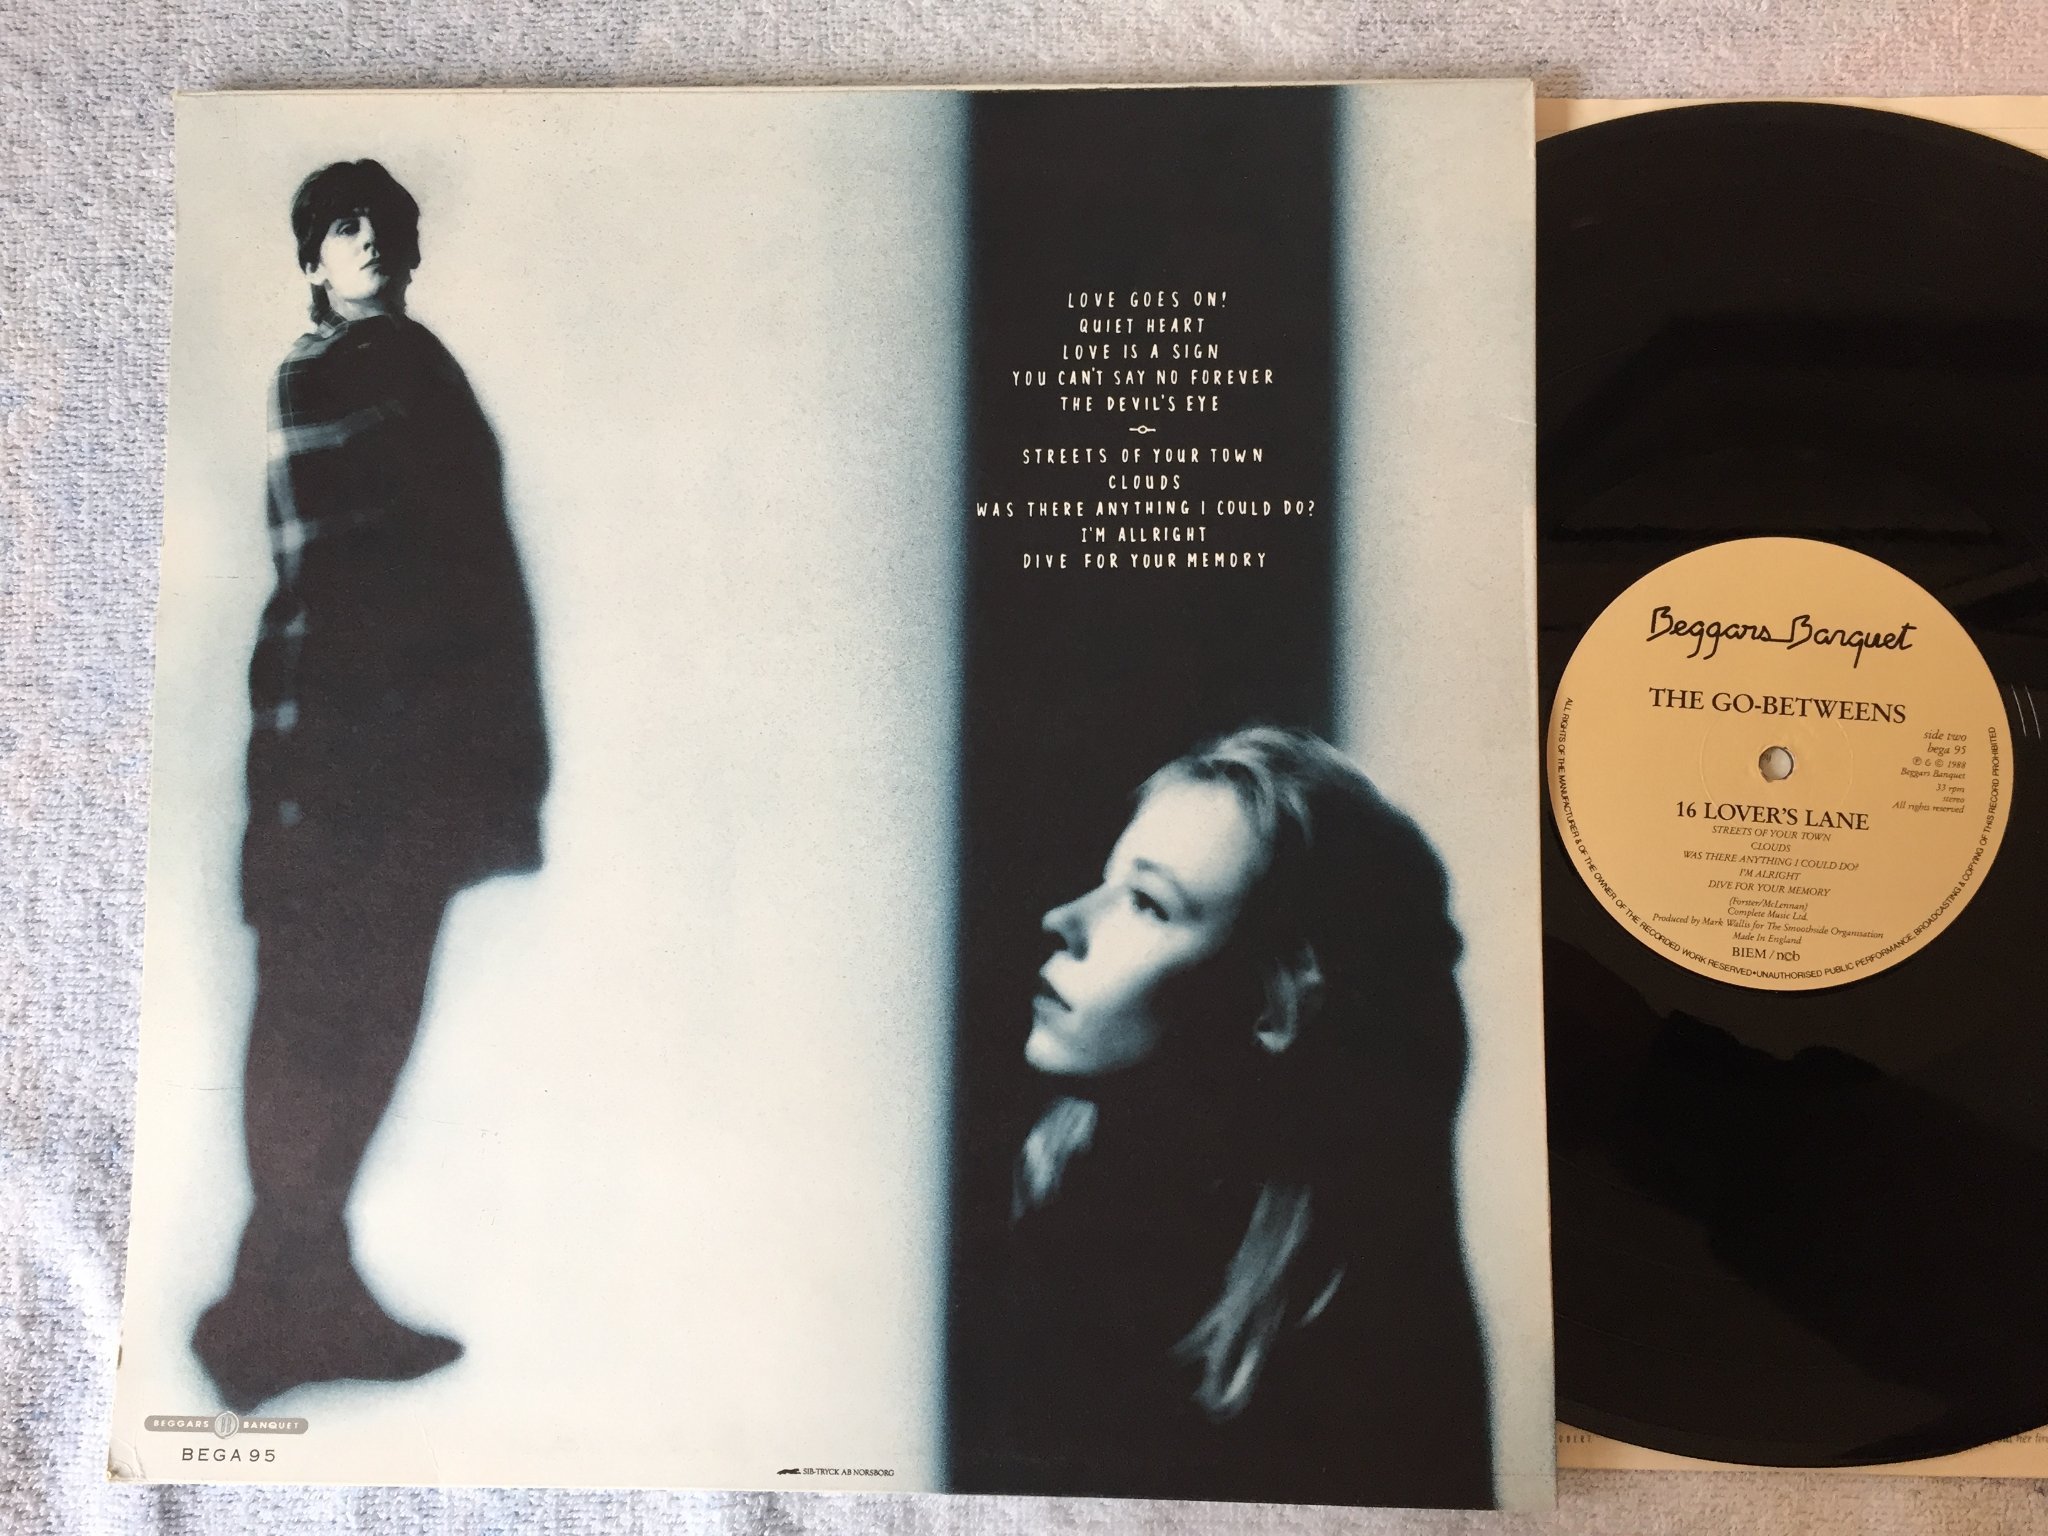 LOVE GOES ON!
QUIET HEART
LOVE IS A SIGN
YOU CAN'T SAY NO FOREVER
THE DEVIL'S EYE
STREETS OF YOUR TOWN
CLOUDS
WAS THERE ANYTHING I COULD DO?
I'M ALLRIGHT
DIVE FOR YOUR MEMORY
BEGGARS BANQUET
BEGA 95
SIB-TRYCK AB NORSBORG
Beggars Banquet
THE GO-BETWEENS
side two
bega 95
℗ & © 1988
Beggars Banquet
33 rpm
stereo
All rights reserved
16 LOVER'S LANE
STREETS OF YOUR TOWN
CLOUDS
WAS THERE ANYTHING I COULD DO?
I'M ALRIGHT
DIVE FOR YOUR MEMORY
(Forster/McLennan)
Complete Music Ltd.
Produced by Mark Wallis for The Smoothside Organisation
Made In England
BIEM / ncb
ALL RIGHTS OF THE MANUFACTURER & OF THE OWNER OF THE RECORDED WORK RESERVED•UNAUTHORISED PUBLIC PERFORMANCE, BROADCASTING & COPYING OF THIS RECORD PROHIBITED